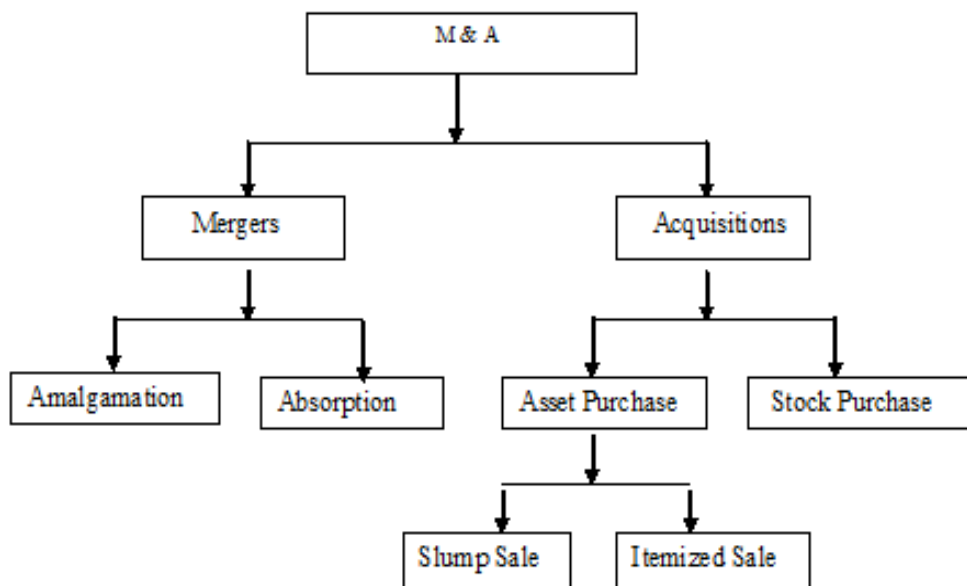 M & A
Mergers
Acquisitions
Amalgamation
Absorption
Asset Purchase
Stock Purchase
Slump Sale
Itemized Sale